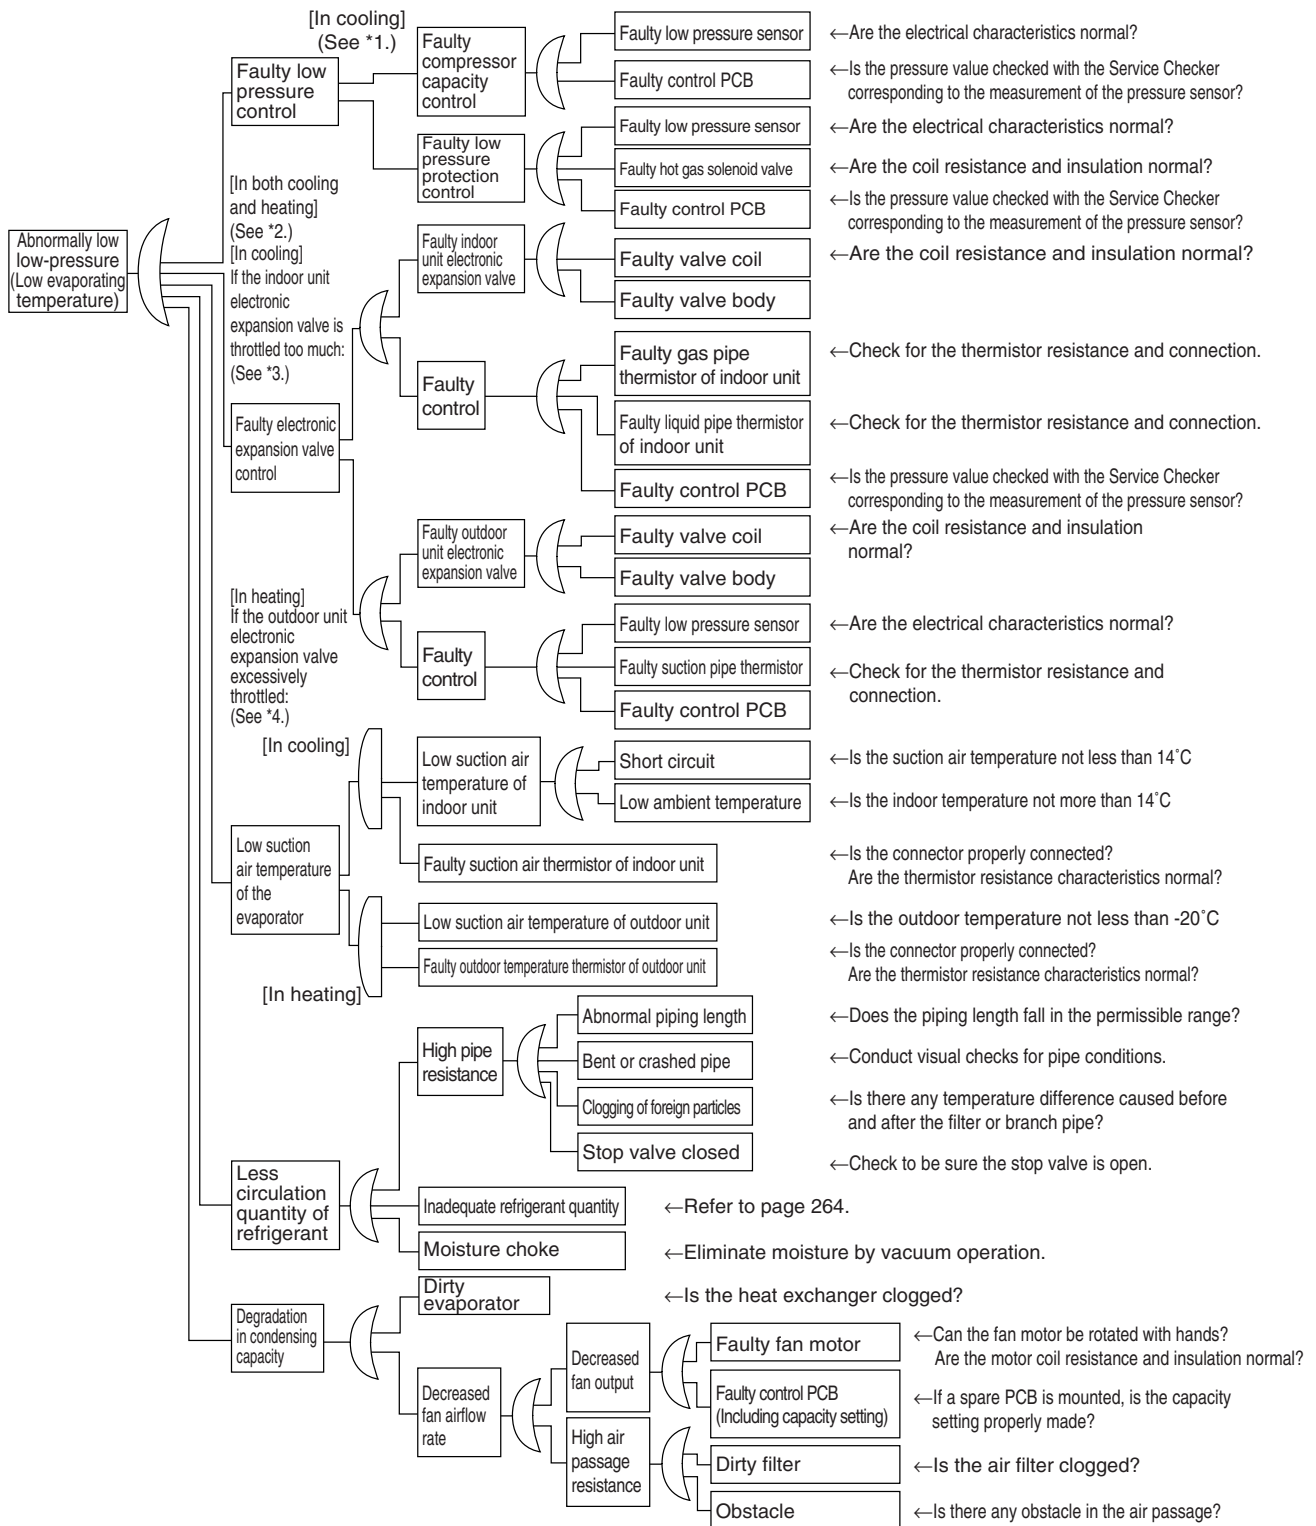 [In cooling]
(See *1.)
Faulty low
pressure
control
Faulty
compressor
capacity
control
Faulty low pressure sensor
←Are the electrical characteristics normal?
Faulty control PCB
←Is the pressure value checked with the Service Checker
corresponding to the measurement of the pressure sensor?
Faulty low
pressure
protection
control
Faulty low pressure sensor
←Are the electrical characteristics normal?
Faulty hot gas solenoid valve
←Are the coil resistance and insulation normal?
Faulty control PCB
←Is the pressure value checked with the Service Checker
corresponding to the measurement of the pressure sensor?
Abnormally low
low-pressure
(Low evaporating
temperature)
[In both cooling
and heating]
(See *2.)
[In cooling]
If the indoor unit
electronic
expansion valve is
throttled too much:
(See *3.)
Faulty electronic
expansion valve
control
Faulty indoor
unit electronic
expansion valve
Faulty valve coil
←Are the coil resistance and insulation normal?
Faulty valve body
Faulty
control
Faulty gas pipe
thermistor of indoor unit
←Check for the thermistor resistance and connection.
Faulty liquid pipe thermistor
of indoor unit
←Check for the thermistor resistance and connection.
Faulty control PCB
←Is the pressure value checked with the Service Checker
corresponding to the measurement of the pressure sensor?
[In heating]
If the outdoor unit
electronic
expansion valve
excessively
throttled:
(See *4.)
Faulty outdoor
unit electronic
expansion valve
Faulty valve coil
←Are the coil resistance and insulation
normal?
Faulty valve body
Faulty
control
Faulty low pressure sensor
←Are the electrical characteristics normal?
Faulty suction pipe thermistor
←Check for the thermistor resistance and
connection.
Faulty control PCB
[In cooling]
Low suction
air temperature
of the
evaporator
Low suction air
temperature of
indoor unit
Short circuit
←Is the suction air temperature not less than 14˚C
Low ambient temperature
←Is the indoor temperature not more than 14˚C
Faulty suction air thermistor of indoor unit
←Is the connector properly connected?
Are the thermistor resistance characteristics normal?
Low suction air temperature of outdoor unit
←Is the outdoor temperature not less than -20˚C
Faulty outdoor temperature thermistor of outdoor unit
←Is the connector properly connected?
Are the thermistor resistance characteristics normal?
[In heating]
Less
circulation
quantity of
refrigerant
High pipe
resistance
Abnormal piping length
←Does the piping length fall in the permissible range?
Bent or crashed pipe
←Conduct visual checks for pipe conditions.
Clogging of foreign particles
←Is there any temperature difference caused before
and after the filter or branch pipe?
Stop valve closed
←Check to be sure the stop valve is open.
Inadequate refrigerant quantity
←Refer to page 264.
Moisture choke
←Eliminate moisture by vacuum operation.
Degradation
in condensing
capacity
Dirty
evaporator
←Is the heat exchanger clogged?
Decreased
fan airflow
rate
Decreased
fan output
Faulty fan motor
←Can the fan motor be rotated with hands?
Are the motor coil resistance and insulation normal?
Faulty control PCB
(Including capacity setting)
←If a spare PCB is mounted, is the capacity
setting properly made?
High air
passage
resistance
Dirty filter
←Is the air filter clogged?
Obstacle
←Is there any obstacle in the air passage?